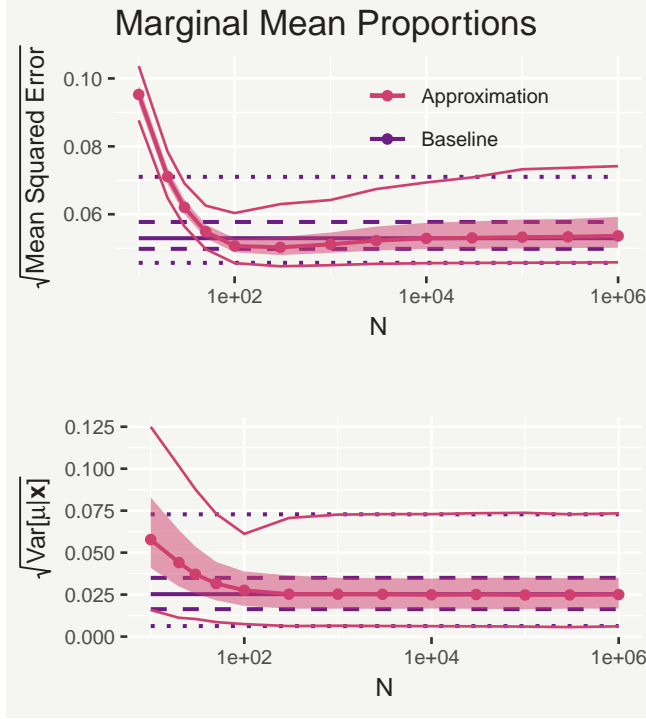 Marginal Mean Proportions
√Mean Squared Error
0.10
0.08
0.06
Approximation
Baseline
1e+02
1e+04
1e+06
N
√Var[μ|x]
0.125
0.100
0.075
0.050
0.025
0.000
1e+02
1e+04
1e+06
N